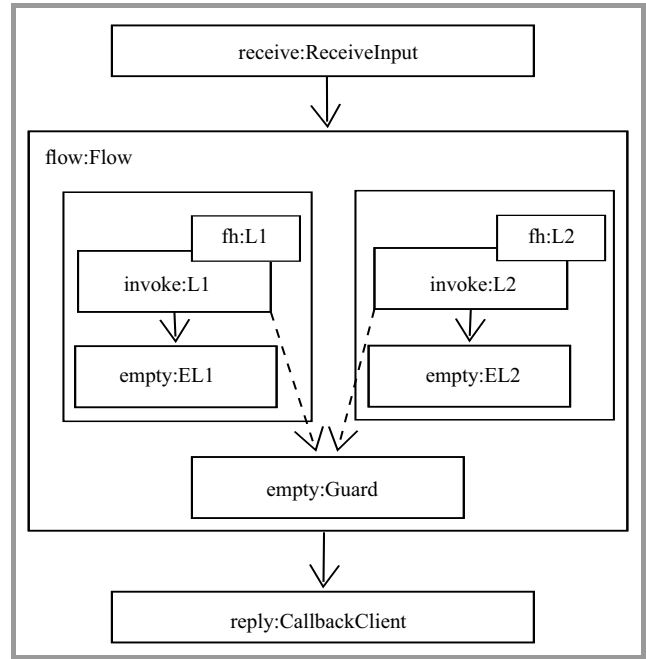 receive:ReceiveInput
flow:Flow
fh:L1
invoke:L1
empty:EL1
fh:L2
invoke:L2
empty:EL2
empty:Guard
reply:CallbackClient